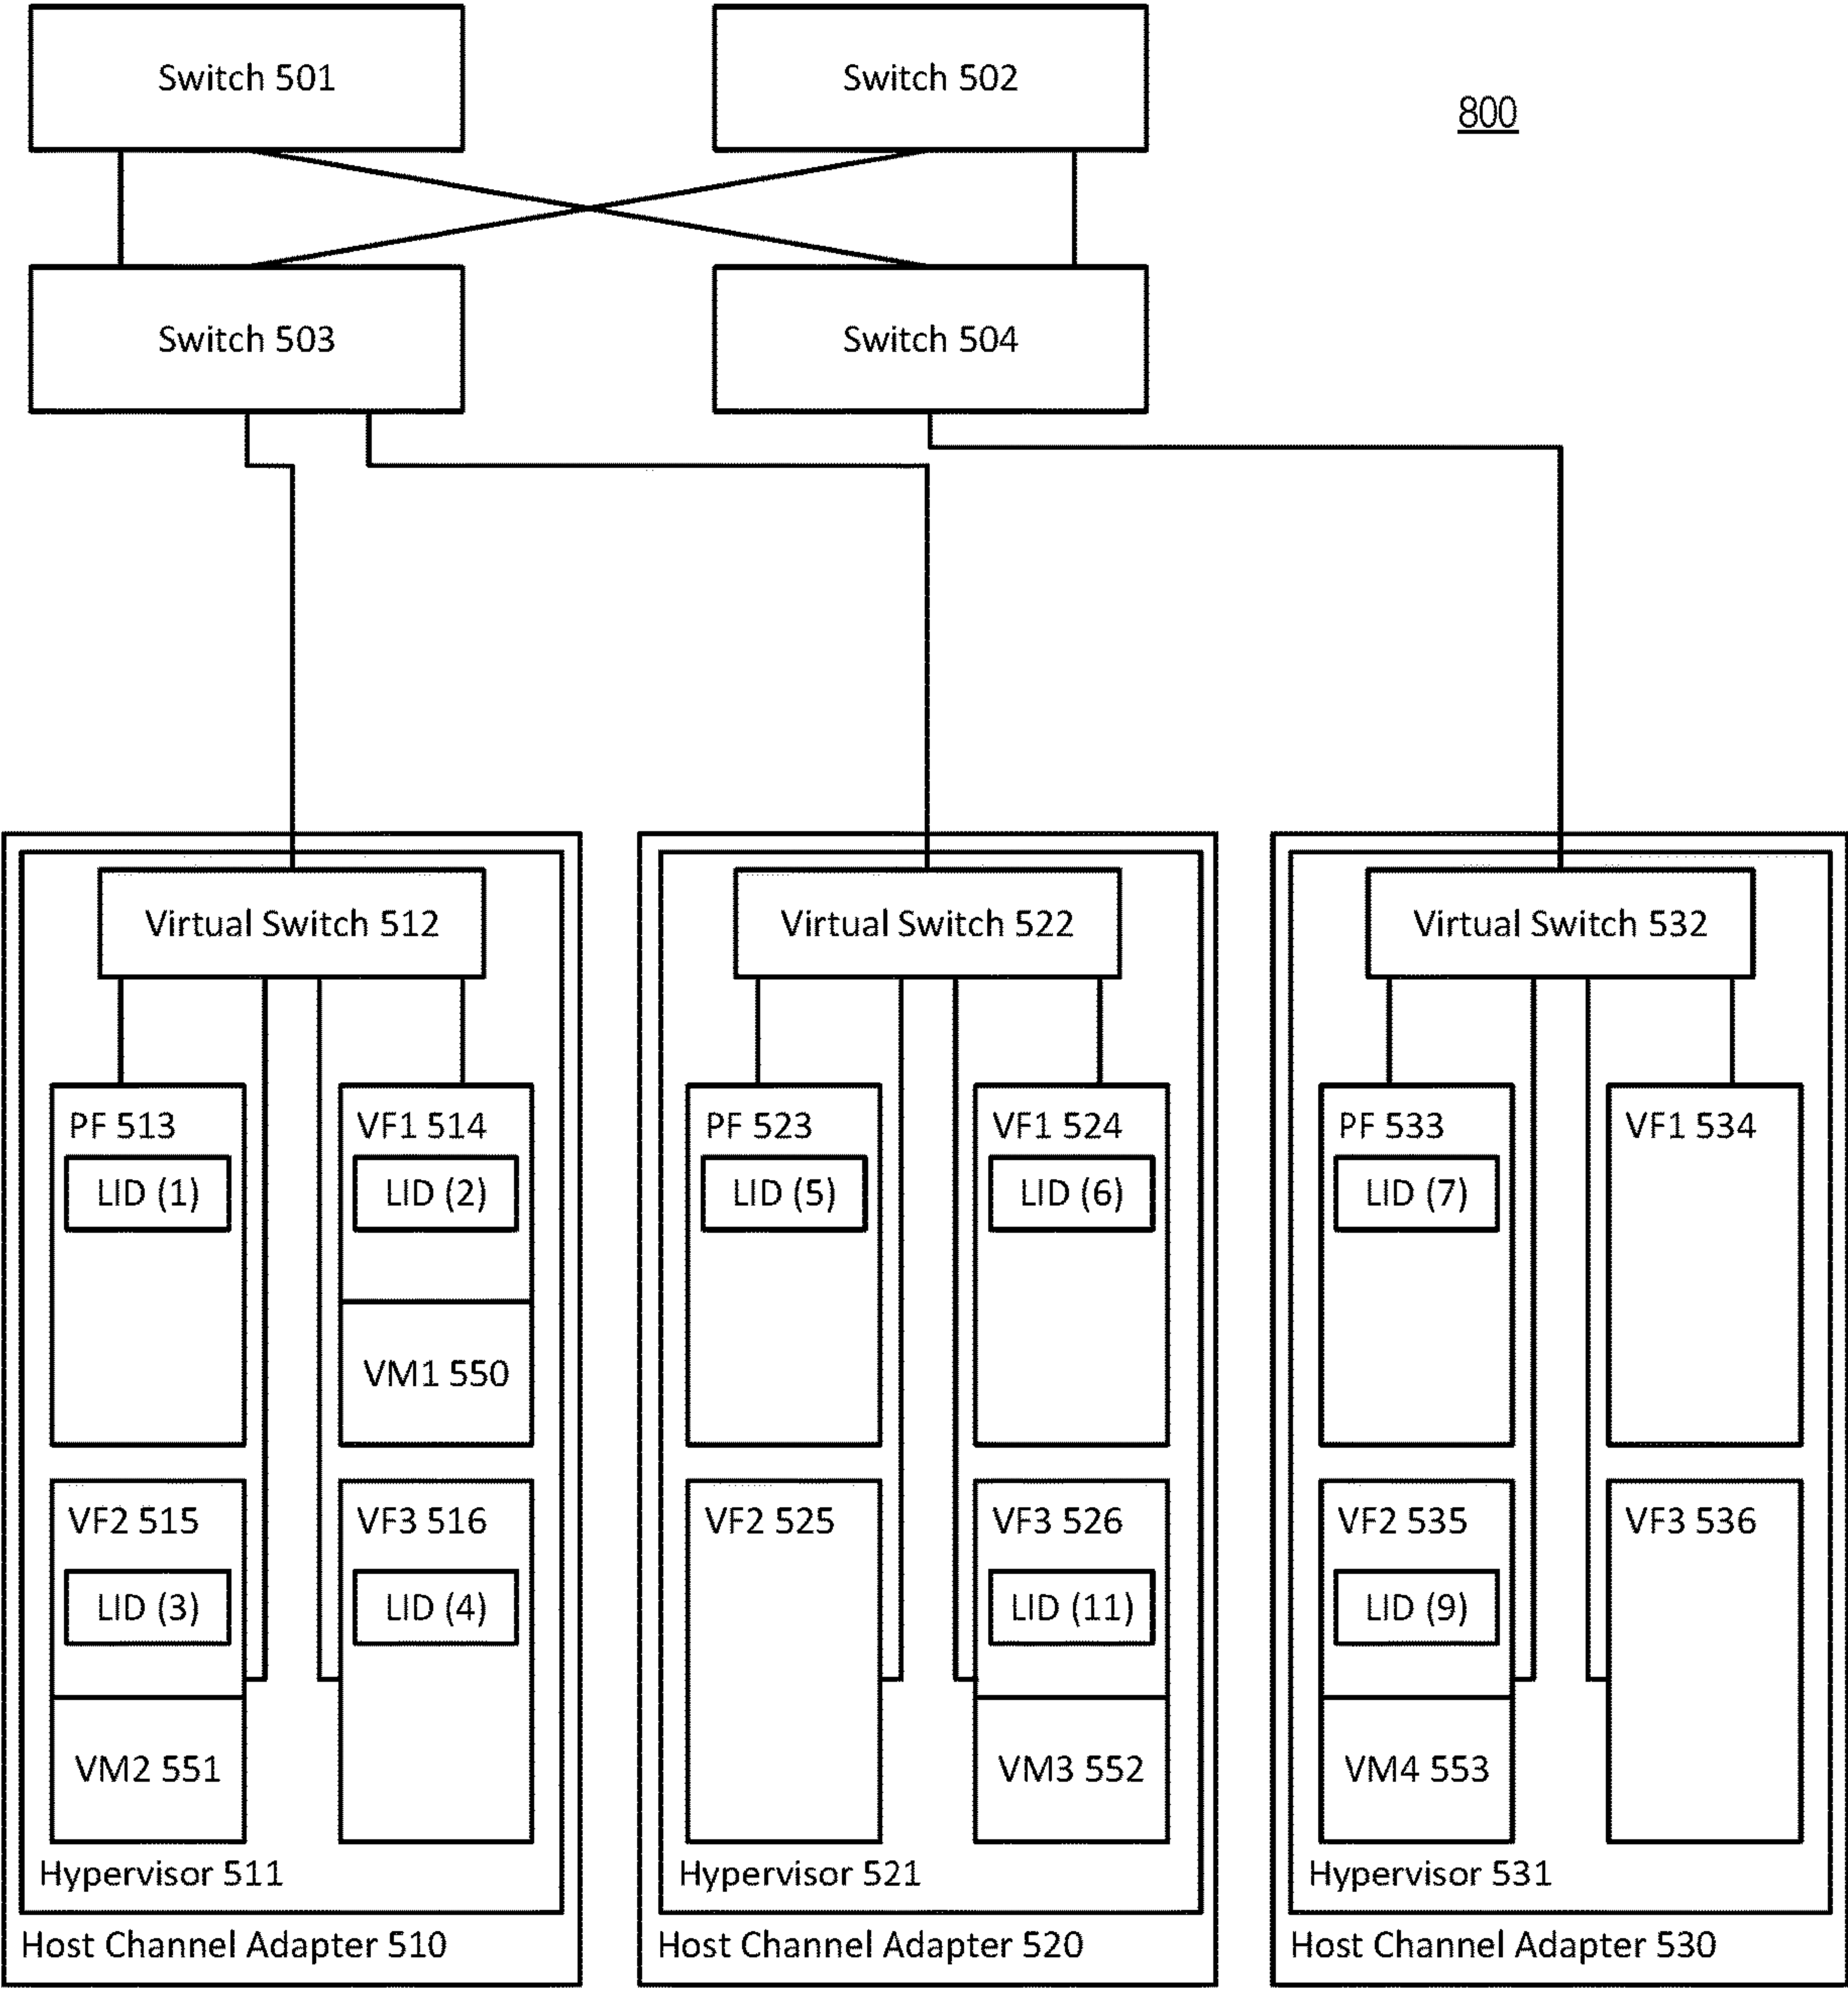 Switch 501
Switch 502
800
Switch 503
Switch 504
Virtual Switch 512
Virtual Switch 522
Virtual Switch 532
PF 513
LID (1)
VF1 514
LID (2)
VM1 550
PF 523
LID (5)
VF1 524
LID (6)
PF 533
LID (7)
VF1 534
VF2 515
LID (3)
VM2 551
VF3 516
LID (4)
VF2 525
VF3 526
LID (11)
VM3 552
VF2 535
LID (9)
VM4 553
VF3 536
Hypervisor 511
Hypervisor 521
Hypervisor 531
Host Channel Adapter 510
Host Channel Adapter 520
Host Channel Adapter 530